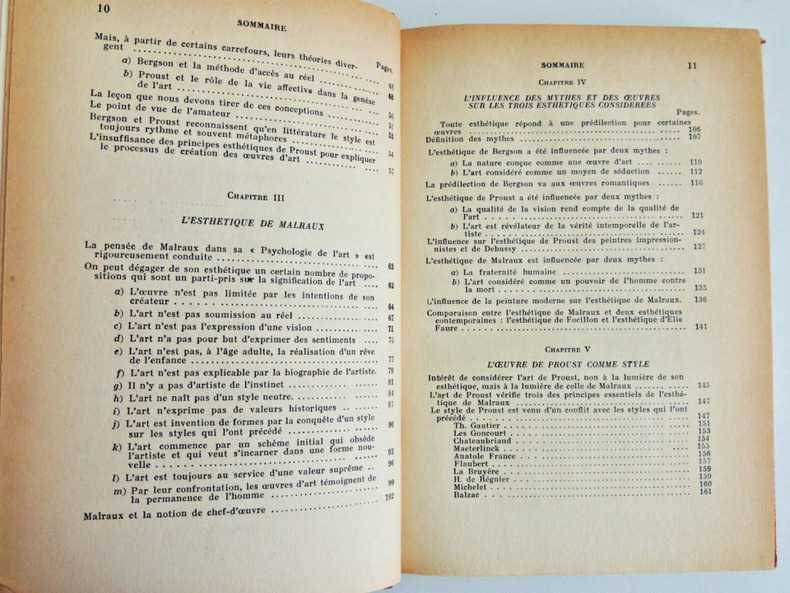 10
SOMMAIRE
Mais, à partir de certains carrefours, leurs théories diver-
gent ........ Pages.
a) Bergson et la méthode d'accès au réel ........
b) Proust et le rôle de la vie affective dans la genèse
de l'art ........
La leçon que nous devons tirer de ces conceptions ....
Le point de vue de l'amateur ........
Bergson et Proust reconnaissent qu'en littérature le style est
toujours rythme et souvent métaphores ........ 54
L'insuffisance des principes esthétiques de Proust pour expliquer
le processus de création des œuvres d'art ........ 57
CHAPITRE III
L'ESTHETIQUE DE MALRAUX
La pensée de Malraux dans sa « Psychologie de l'art » est
rigoureusement conduite ........ 62
On peut dégager de son esthétique un certain nombre de propo-
sitions qui sont un parti-pris sur la signification de l'art .... 62
a) L'œuvre n'est pas limitée par les intentions de son
créateur ........ 64
b) L'art n'est pas soumission au réel ........ 67
c) L'art n'est pas l'expression d'une vision ........ 71
d) L'art n'a pas pour but d'exprimer des sentiments .... 75
e) L'art n'est pas, à l'âge adulte, la réalisation d'un rêve
de l'enfance ........ 77
f) L'art n'est pas explicable par la biographie de l'artiste. 79
g) Il n'y a pas d'artiste de l'instinct ........ 81
h) L'art ne naît pas d'un style neutre. ........ 84
i) L'art n'exprime pas de valeurs historiques .. ........ 87
j) L'art est invention de formes par la conquête d'un style
sur les styles qui l'ont précédé ........ 90
k) L'art commence par un schème initial qui obsède
l'artiste et qui veut s'incarner dans une forme nou-
velle ........ 93
l) L'art est toujours au service d'une valeur suprême .. 96
m) Par leur confrontation, les œuvres d'art témoignent de
la permanence de l'homme ........ 99
Malraux et la notion de chef-d'œuvre ........ 102
SOMMAIRE 11
CHAPITRE IV
L'INFLUENCE DES MYTHES ET DES ŒUVRES
SUR LES TROIS ESTHETIQUES CONSIDEREES
Pages.
Toute esthétique répond à une prédilection pour certaines
œuvres ........ 106
Définition des mythes ........ 107
L'esthétique de Bergson a été influencée par deux mythes :
a) La nature conçue comme une œuvre d'art .... 110
b) L'art considéré comme un moyen de séduction .... 112
La prédilection de Bergson va aux œuvres romantiques .... 116
L'esthétique de Proust a été influencée par deux mythes :
a) La qualité de la vision rend compte de la qualité de
l'art ........ 121
b) L'art est révélateur de la vérité intemporelle de l'ar-
tiste ........ 124
L'influence sur l'esthétique de Proust des peintres impression-
nistes et de Debussy ........ 127
L'esthétique de Malraux est influencée par deux mythes :
a) La fraternité humaine ........ 131
b) L'art considéré comme un pouvoir de l'homme contre
la mort ........ 135
L'influence de la peinture moderne sur l'esthétique de Malraux. 136
Comparaison entre l'esthétique de Malraux et deux esthétiques
contemporaines : l'esthétique de Focillon et l'esthétique d'Elie
Faure ........ 141
CHAPITRE V
L'ŒUVRE DE PROUST COMME STYLE
Intérêt de considérer l'art de Proust, non à la lumière de son
esthétique, mais à la lumière de celle de Malraux ........ 145
L'art de Proust vérifie trois des principes essentiels de l'esthé-
tique de Malraux ........ 147
Le style de Proust est venu d'un conflit avec les styles qui l'ont
précédé ........ 147
Th. Gautier ........ 151
Les Goncourt ........ 153
Chateaubriand ........ 154
Maeterlinck ........ 155
Anatole France ........ 156
Flaubert ........ 157
La Bruyère ........ 159
H. de Régnier ........ 159
Michelet ........ 160
Balzac ........ 161